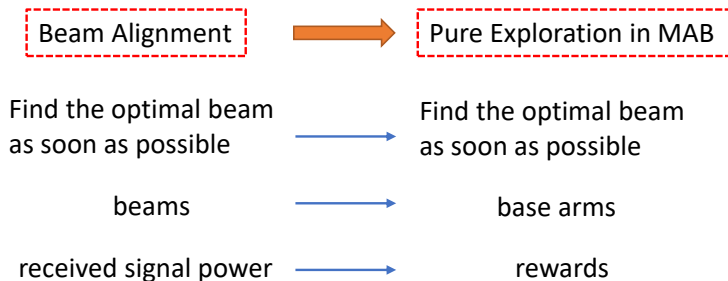 Beam Alignment
Pure Exploration in MAB
Find the optimal beam
as soon as possible
Find the optimal beam
as soon as possible
beams
base arms
received signal power
rewards